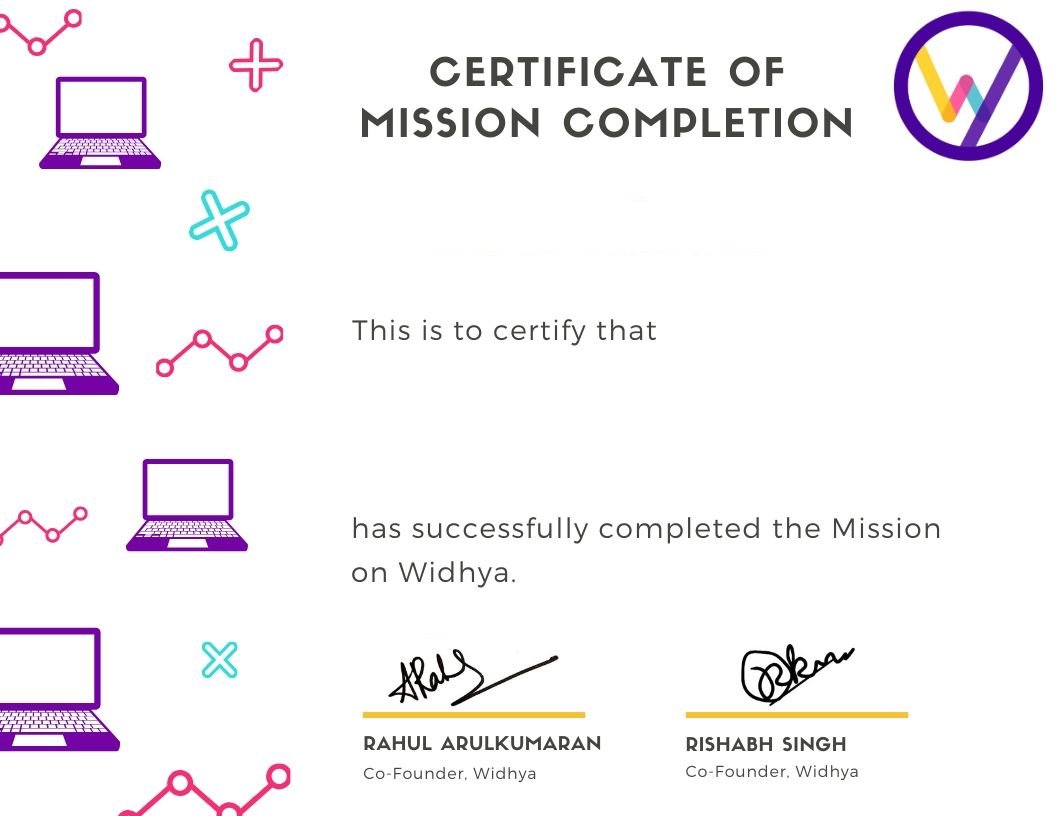 CERTIFICATE OF
MISSION COMPLETION
This is to certify that
has successfully completed the Mission
on Widhya.
RAHUL ARULKUMARAN
Co-Founder, Widhya
RISHABH SINGH
Co-Founder, Widhya